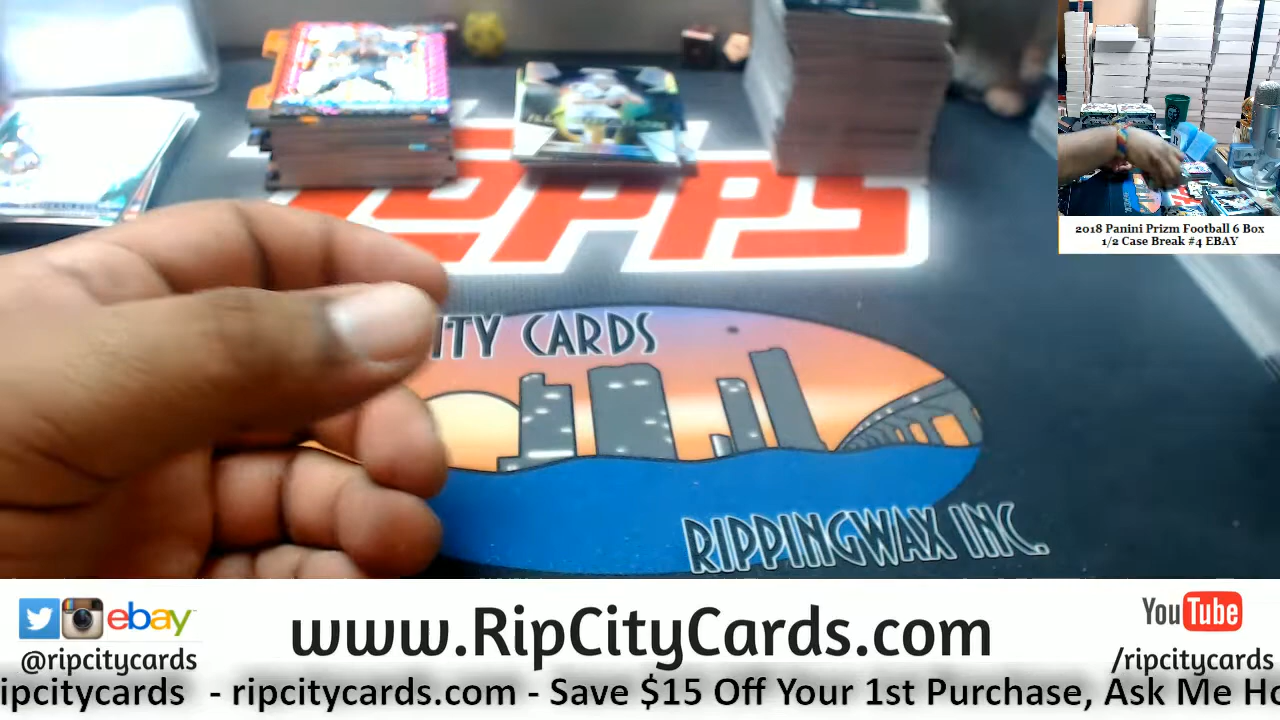 TOPPS
ITY CARDS
RIPPINGWAX INC.
2018 Panini Prizm Football 6 Box
1/2 Case Break #4 EBAY
ebay
@ripcitycards
www.RipCityCards.com
YouTube
/ripcitycards
ipcitycards - ripcitycards.com - Save $15 Off Your 1st Purchase, Ask Me Ho